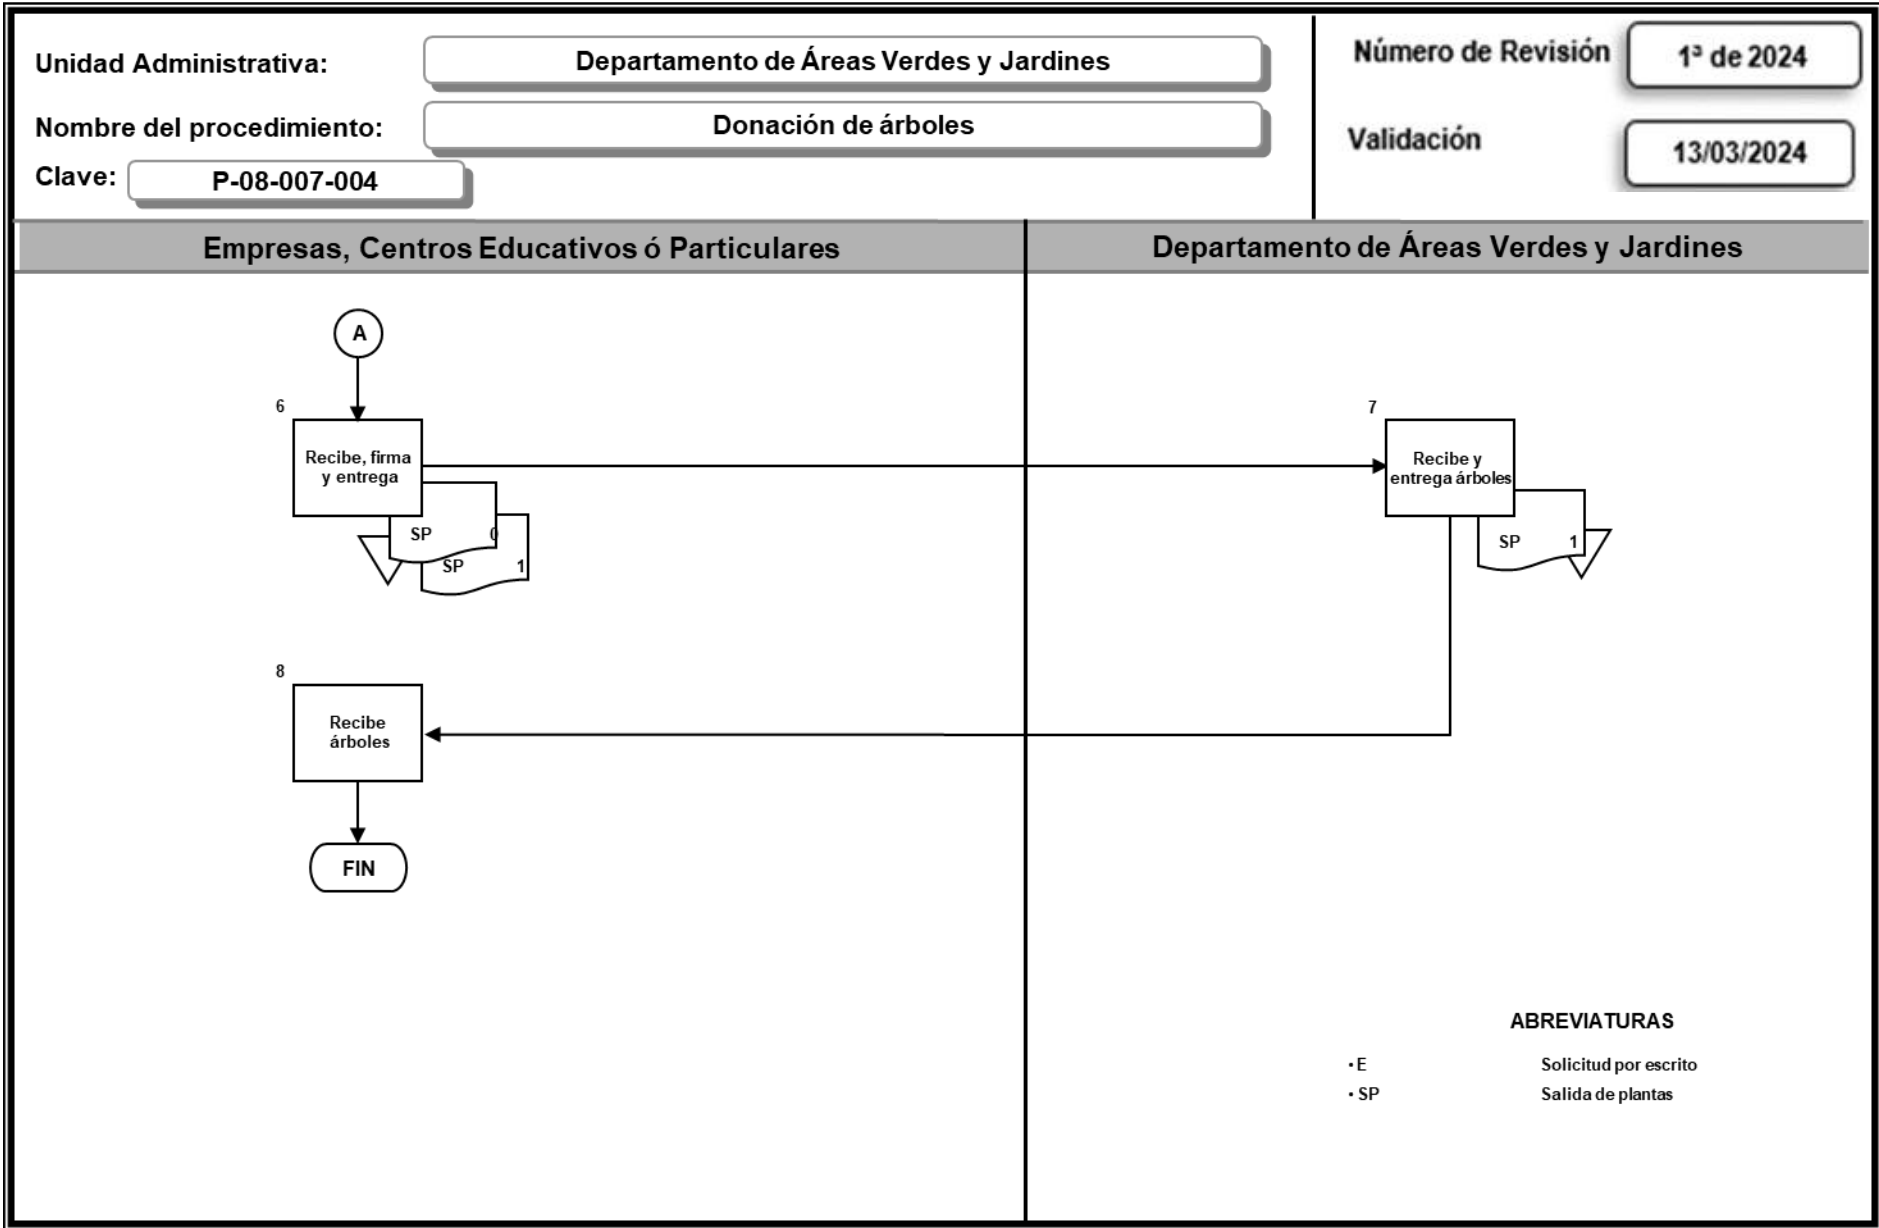 Unidad Administrativa:
Departamento de Áreas Verdes y Jardines
Nombre del procedimiento:
Donación de árboles
Clave:
P-08-007-004
Número de Revisión
1ª de 2024
Validación
13/03/2024
Empresas, Centros Educativos ó Particulares
Departamento de Áreas Verdes y Jardines
A
6
Recibe, firma
y entrega
SP 0
SP 1
7
Recibe y
entrega árboles
SP 1
8
Recibe
árboles
FIN
ABREVIATURAS
• E Solicitud por escrito
• SP Salida de plantas